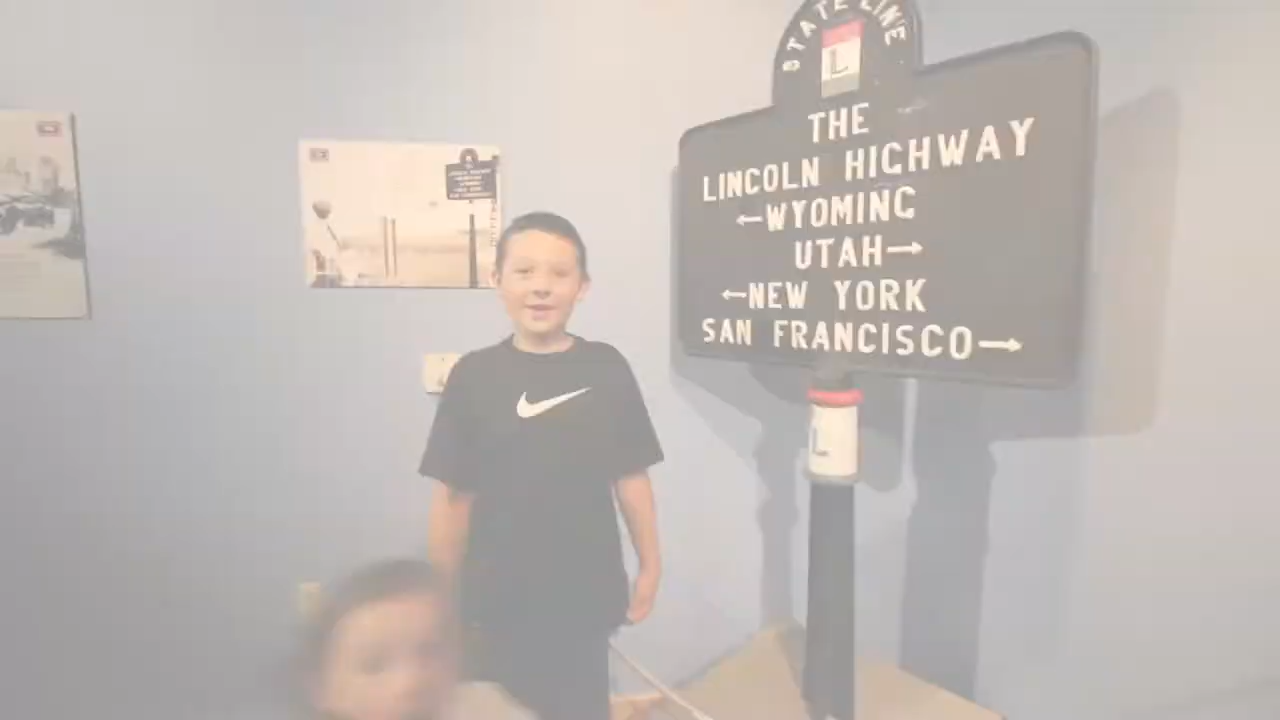 STATE LINE
L
THE
LINCOLN HIGHWAY
←WYOMING
UTAH→
←NEW YORK
SAN FRANCISCO→
L